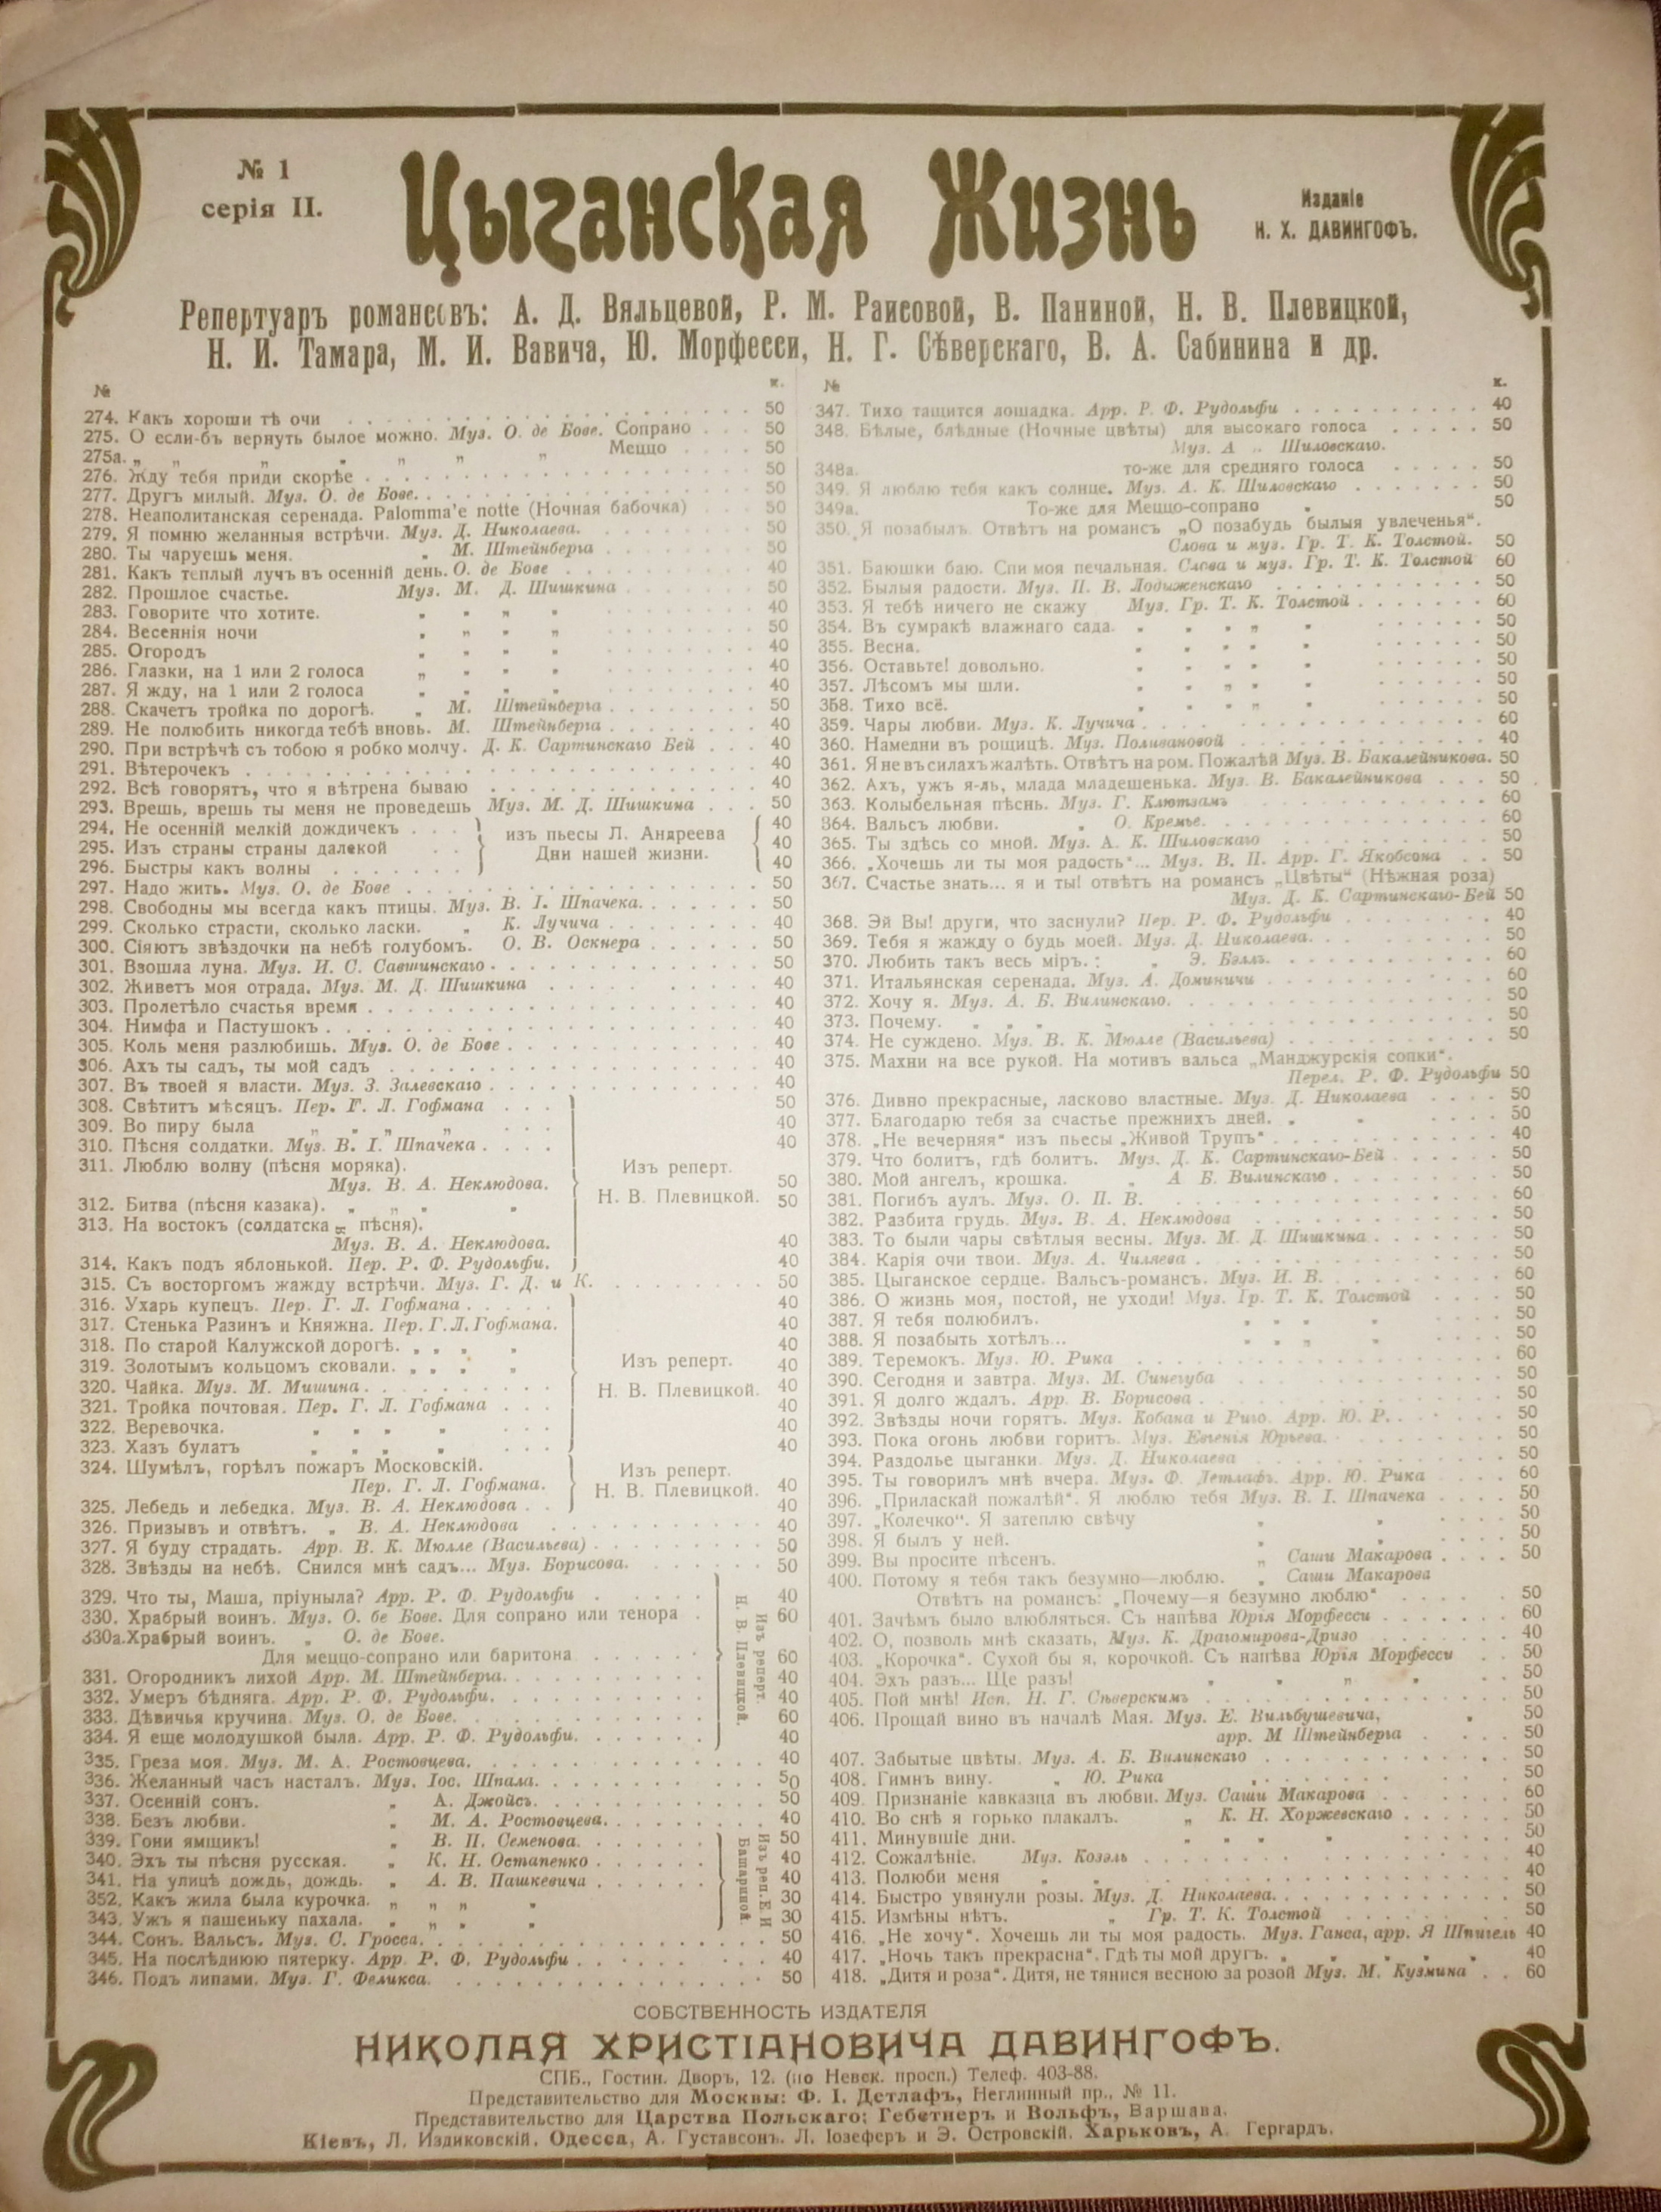 № 1
серія II.
Цыганская Жизнь
Изданіе
Н. Х. ДАВИНГОФЪ.
Репертуаръ романсовъ: А. Д. Вяльцевой, Р. М. Раисовой, В. Паниной, Н. В. Плевицкой,
Н. И. Тамара, М. И. Вавича, Ю. Морфесси, Н. Г. Сѣверскаго, В. А. Сабинина и др.
№ к.
274. Какъ хороши тѣ очи 50
275. О если-бъ вернуть былое можно. Муз. О. де Бове. Сопрано 50
275а. „ „ „ „ „ „ „ Меццо 50
276. Жду тебя приди скорѣе 50
277. Другъ милый. Муз. О. де Бове. 50
278. Неаполитанская серенада. Palomma'e notte (Ночная бабочка) 50
279. Я помню желанныя встрѣчи. Муз. Д. Николаева. 50
280. Ты чаруешь меня. „ М. Штейнберга 50
281. Какъ теплый лучъ въ осенній день. О. де Бове 40
282. Прошлое счастье. Муз. М. Д. Шишкина 50
283. Говорите что хотите. „ „ „ „ 40
284. Весеннія ночи „ „ „ „ 50
285. Огородъ „ „ „ „ 40
286. Глазки, на 1 или 2 голоса „ „ „ „ 40
287. Я жду, на 1 или 2 голоса „ „ „ „ 40
288. Скачетъ тройка по дорогѣ. „ М. Штейнберга 50
289. Не полюбить никогда тебѣ вновь. М. Штейнберга 40
290. При встрѣчѣ съ тобою я робко молчу. Д. К. Сартинскаго Бей 40
291. Вѣтерочекъ 40
292. Всѣ говорятъ, что я вѣтрена бываю 40
293. Врешь, врешь ты меня не проведешь Муз. М. Д. Шишкина 50
294. Не осенній мелкій дождичекъ 40
295. Изъ страны страны далекой 40
296. Быстры какъ волны 40
изъ пьесы Л. Андреева
Дни нашей жизни.
297. Надо жить. Муз. О. де Бове 50
298. Свободны мы всегда какъ птицы. Муз. В. І. Шпачека. 50
299. Сколько страсти, сколько ласки. „ К. Лучича 40
300. Сіяютъ звѣздочки на небѣ голубомъ. О. В. Оскнера 50
301. Взошла луна. Муз. И. С. Савшинскаго 50
302. Живетъ моя отрада. Муз. М. Д. Шишкина 40
303. Пролетѣло счастья время 40
304. Нимфа и Пастушокъ 40
305. Коль меня разлюбишь. Муз. О. де Бове 40
306. Ахъ ты садъ, ты мой садъ 40
307. Въ твоей я власти. Муз. З. Залевскаго 40
308. Свѣтитъ мѣсяцъ. Пер. Г. Л. Гофмана 50
309. Во пиру была „ „ „ „ 40
310. Пѣсня солдатки. Муз. В. І. Шпачека 40
311. Люблю волну (пѣсня моряка).
Муз. В. А. Неклюдова. 50
312. Битва (пѣсня казака). „ „ „ „ 50
313. На востокъ (солдатска пѣсня).
Муз. В. А. Неклюдова. 40
314. Какъ подъ яблонькой. Пер. Р. Ф. Рудольфи. 40
Изъ реперт.
Н. В. Плевицкой.
315. Съ восторгомъ жажду встрѣчи. Муз. Г. Д. и К. 50
316. Ухарь купецъ. Пер. Г. Л. Гофмана 40
317. Стенька Разинъ и Княжна. Пер. Г. Л. Гофмана. 40
318. По старой Калужской дорогѣ. „ „ „ „ 40
319. Золотымъ кольцомъ сковали. „ „ „ „ 40
320. Чайка. Муз. М. Мишина 40
321. Тройка почтовая. Пер. Г. Л. Гофмана 40
322. Веревочка. „ „ „ „ 40
323. Хазъ булатъ „ „ „ „ 40
Изъ реперт.
Н. В. Плевицкой.
324. Шумѣлъ, горѣлъ пожаръ Московскій.
Пер. Г. Л. Гофмана. 40
325. Лебедь и лебедка. Муз. В. А. Неклюдова 40
Изъ реперт.
Н. В. Плевицкой.
326. Призывъ и отвѣтъ. „ В. А. Неклюдова 40
327. Я буду страдать. Арр. В. К. Мюлле (Васильева) 50
328. Звѣзды на небѣ. Снился мнѣ садъ... Муз. Борисова. 50
329. Что ты, Маша, пріуныла? Арр. Р. Ф. Рудольфи 40
330. Храбрый воинъ. Муз. О. бе Бове. Для сопрано или тенора 60
330а. Храбрый воинъ. „ О. де Бове.
Для меццо-сопрано или баритона 60
331. Огородникъ лихой Арр. М. Штейнберга. 40
332. Умеръ бѣдняга. Арр. Р. Ф. Рудольфи. 40
333. Дѣвичья кручина. Муз. О. де Бове. 60
334. Я еще молодушкой была. Арр. Р. Ф. Рудольфи. 40
Изъ реперт.
Н. В. Плевицкой.
335. Греза моя. Муз. М. А. Ростовцева. 40
336. Желанный часъ насталъ. Муз. Іос. Шпала. 50
337. Осенній сонъ. „ А. Джойсъ. 50
338. Безъ любви. „ М. А. Ростовцева. 40
339. Гони ямщикъ! „ В. П. Семенова. 50
340. Эхъ ты пѣсня русская. „ К. Н. Остапенко 40
341. На улицѣ дождь, дождь. „ А. В. Пашкевича 40
352. Какъ жила была курочка. „ „ „ „ 30
343. Ужъ я пашеньку пахала. „ „ „ „ 30
Изъ реп. Е. И
Башариной.
344. Сонъ. Вальсъ. Муз. С. Гросса. 50
345. На послѣднюю пятерку. Арр. Р. Ф. Рудольфи 40
346. Подъ липами. Муз. Г. Феликса. 50
№ к.
347. Тихо тащится лошадка. Арр. Р. Ф. Рудольфи 40
348. Бѣлые, блѣдные (Ночные цвѣты) для высокаго голоса 50
Муз. А Шиловскаго.
348а. то-же для средняго голоса 50
349. Я люблю тебя какъ солнце. Муз. А. К. Шиловскаго 50
349а. То-же для Меццо-сопрано 50
350. Я позабылъ. Отвѣтъ на романсъ „О позабудь былыя увлеченья“.
Слова и муз. Гр. Т. К. Толстой. 50
351. Баюшки баю. Спи моя печальная. Слова и муз. Гр. Т. К. Толстой 60
352. Былыя радости. Муз. П. В. Лодыженскаго 50
353. Я тебѣ ничего не скажу Муз. Гр. Т. К. Толстой 60
354. Въ сумракѣ влажнаго сада. „ „ „ „ „ 50
355. Весна. „ „ „ „ „ 50
356. Оставьте! довольно. „ „ „ „ „ 50
357. Лѣсомъ мы шли. „ „ „ „ „ 50
358. Тихо всё. „ „ „ „ „ 50
359. Чары любви. Муз. К. Лучича 60
360. Намедни въ рощицѣ. Муз. Поливановой 40
361. Я не въ силахъ жалѣть. Отвѣтъ на ром. Пожалѣй Муз. В. Бакалейникова. 50
362. Ахъ, ужъ я-ль, млада младешенька. Муз. В. Бакалейникова 50
363. Колыбельная пѣснь. Муз. Г. Клютзамъ 60
364. Вальсъ любви. „ О. Кремье. 60
365. Ты здѣсь со мной. Муз. А. К. Шиловскаго 50
366. „Хочешь ли ты моя радость“... Муз. В. П. Арр. Г. Якобсона 50
367. Счастье знать... я и ты! отвѣтъ на романсъ „Цвѣты“ (Нѣжная роза)
Муз. Д. К. Сартинскаго-Бей 50
368. Эй Вы! други, что заснули? Пер. Р. Ф. Рудольфи 40
369. Тебя я жажду о будь моей. Муз. Д. Николаева. 50
370. Любить такъ весь міръ. : „ Э. Бэллъ. 60
371. Итальянская серенада. Муз. А. Доминичи 60
372. Хочу я. Муз. А. Б. Вилинскаго. 50
373. Почему. „ „ „ „ 50
374. Не суждено. Муз. В. К. Мюлле (Васильева) 50
375. Махни на все рукой. На мотивъ вальса „Манджурскія сопки“.
Перел. Р. Ф. Рудольфи 50
376. Дивно прекрасные, ласково властные. Муз. Д. Николаева 50
377. Благодарю тебя за счастье прежнихъ дней. „ „ 50
378. „Не вечерняя“ изъ пьесы „Живой Трупъ“ 40
379. Что болитъ, гдѣ болитъ. Муз. Д. К. Сартинскаго-Бей 50
380. Мой ангелъ, крошка. „ А Б. Вилинскаго 50
381. Погибъ аулъ. Муз. О. П. В. 60
382. Разбита грудь. Муз. В. А. Неклюдова 50
383. То были чары свѣтлыя весны. Муз. М. Д. Шишкина 50
384. Карія очи твои. Муз. А. Чиляева 50
385. Цыганское сердце. Вальсъ-романсъ. Муз. И. В. 60
386. О жизнь моя, постой, не уходи! Муз. Гр. Т. К. Толстой 50
387. Я тебя полюбилъ. „ „ „ „ 50
388. Я позабыть хотѣлъ... „ „ „ „ 50
389. Теремокъ. Муз. Ю. Рика 60
390. Сегодня и завтра. Муз. М. Синегуба 50
391. Я долго ждалъ. Арр. В. Борисова 50
392. Звѣзды ночи горятъ. Муз. Кобана и Риго. Арр. Ю. Р. 50
393. Пока огонь любви горитъ. Муз. Евгенія Юрьева. 50
394. Раздолье цыганки. Муз. Д. Николаева 50
395. Ты говорилъ мнѣ вчера. Муз. Ф. Детлафъ. Арр. Ю. Рика 60
396. „Приласкай пожалѣй“. Я люблю тебя Муз. В. І. Шпачека 50
397. „Колечко“. Я затеплю свѣчу „ „ 50
398. Я былъ у ней. „ „ 50
399. Вы просите пѣсенъ. „ Саши Макарова 50
400. Потому я тебя такъ безумно—люблю. „ Саши Макарова
Отвѣтъ на романсъ: „Почему—я безумно люблю“ 50
401. Зачѣмъ было влюбляться. Съ напѣва Юрія Морфесси 60
402. О, позволь мнѣ сказать, Муз. К. Драгомирова-Дризо 40
403. „Корочка“. Сухой бы я, корочкой. Съ напѣва Юрія Морфесси 50
404. Эхъ разъ... Ще разъ! „ „ „ „ 50
405. Пой мнѣ! Исп. Н. Г. Сѣверскимъ 50
406. Прощай вино въ началѣ Мая. Муз. Е. Вильбушевича, 50
арр. М Штейнберга 50
407. Забытые цвѣты. Муз. А. Б. Вилинскаго 50
408. Гимнъ вину. „ Ю. Рика 50
409. Признаніе кавказца въ любви. Муз. Саши Макарова 60
410. Во снѣ я горько плакалъ. „ К. Н. Хоржевскаго 50
411. Минувшіе дни. „ „ „ „ 50
412. Сожалѣніе. Муз. Козэль 40
413. Полюби меня „ „ 40
414. Быстро увянули розы. Муз. Д. Николаева. 50
415. Измѣны нѣтъ. „ Гр. Т. К. Толстой 50
416. „Не хочу“. Хочешь ли ты моя радость. Муз. Ганса, арр. Я Шпигель 40
417. „Ночь такъ прекрасна“. Гдѣ ты мой другъ. „ „ „ „ 40
418. „Дитя и роза“. Дитя, не тянися весною за розой Муз. М. Кузмина 60
СОБСТВЕННОСТЬ ИЗДАТЕЛЯ
НИКОЛАЯ ХРИСТІАНОВИЧА ДАВИНГОФЪ.
СПБ., Гостин. Дворъ, 12. (по Невск. просп.) Телеф. 403-88.
Представительство для Москвы: Ф. І. Детлафъ, Неглинный пр., № 11.
Представительство для Царства Польскаго: Гебетнеръ и Вольфъ, Варшава.
Кіевъ, Л. Издиковскій. Одесса, А. Густавсонъ. Л. Іозеферъ и Э. Островскій. Харьковъ, А. Гергардъ.